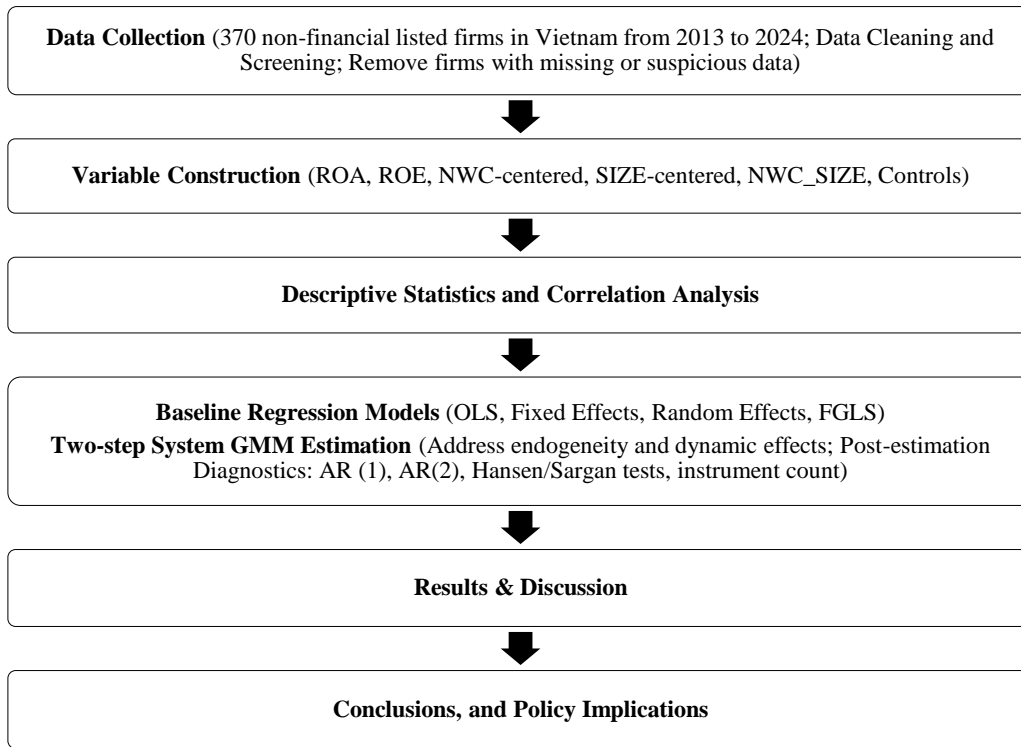 Data Collection (370 non-financial listed firms in Vietnam from 2013 to 2024; Data Cleaning and
Screening; Remove firms with missing or suspicious data)
Variable Construction (ROA, ROE, NWC-centered, SIZE-centered, NWC_SIZE, Controls)
Descriptive Statistics and Correlation Analysis
Baseline Regression Models (OLS, Fixed Effects, Random Effects, FGLS)
Two-step System GMM Estimation (Address endogeneity and dynamic effects; Post-estimation
Diagnostics: AR (1), AR(2), Hansen/Sargan tests, instrument count)
Results & Discussion
Conclusions, and Policy Implications